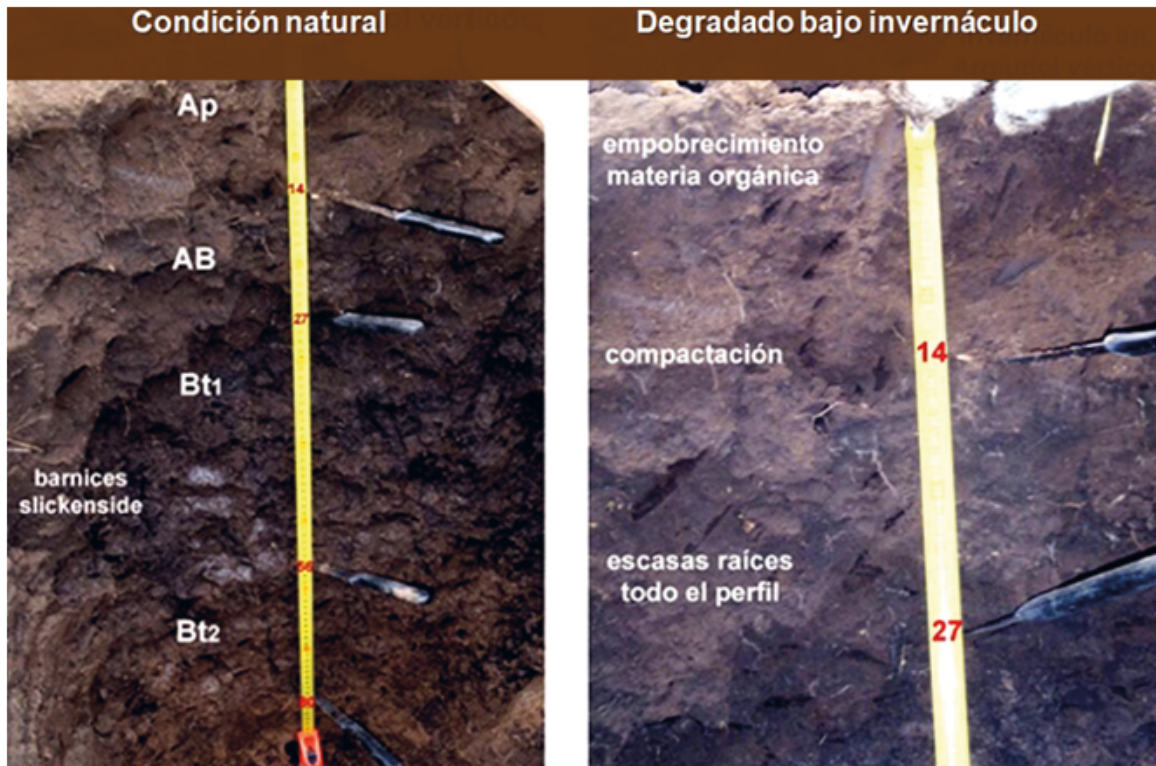 Condición natural
Ap
14
AB
27
Bt1
barnices
slickenside
56
Bt2
80
Degradado bajo invernáculo
empobrecimiento
materia orgánica
compactación
14
escasas raíces
todo el perfil
27